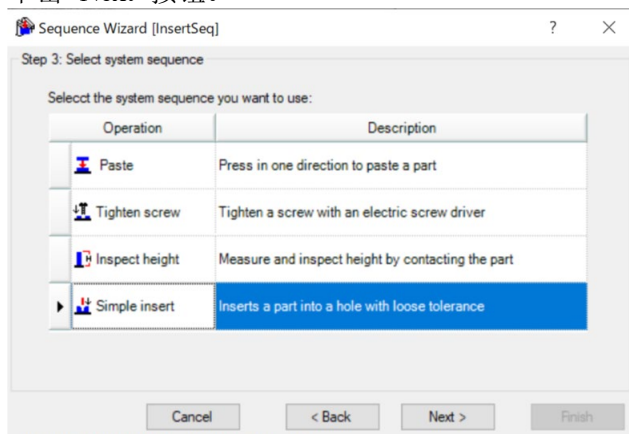 Sequence Wizard [InsertSeq] ?
Step 3: Select system sequence
Selecct the system sequence you want to use:
Operation Description
Paste Press in one direction to paste a part
Tighten screw Tighten a screw with an electric screw driver
Inspect height Measure and inspect height by contacting the part
Simple insert Inserts a part into a hole with loose tolerance
Cancel < Back Next > Finish